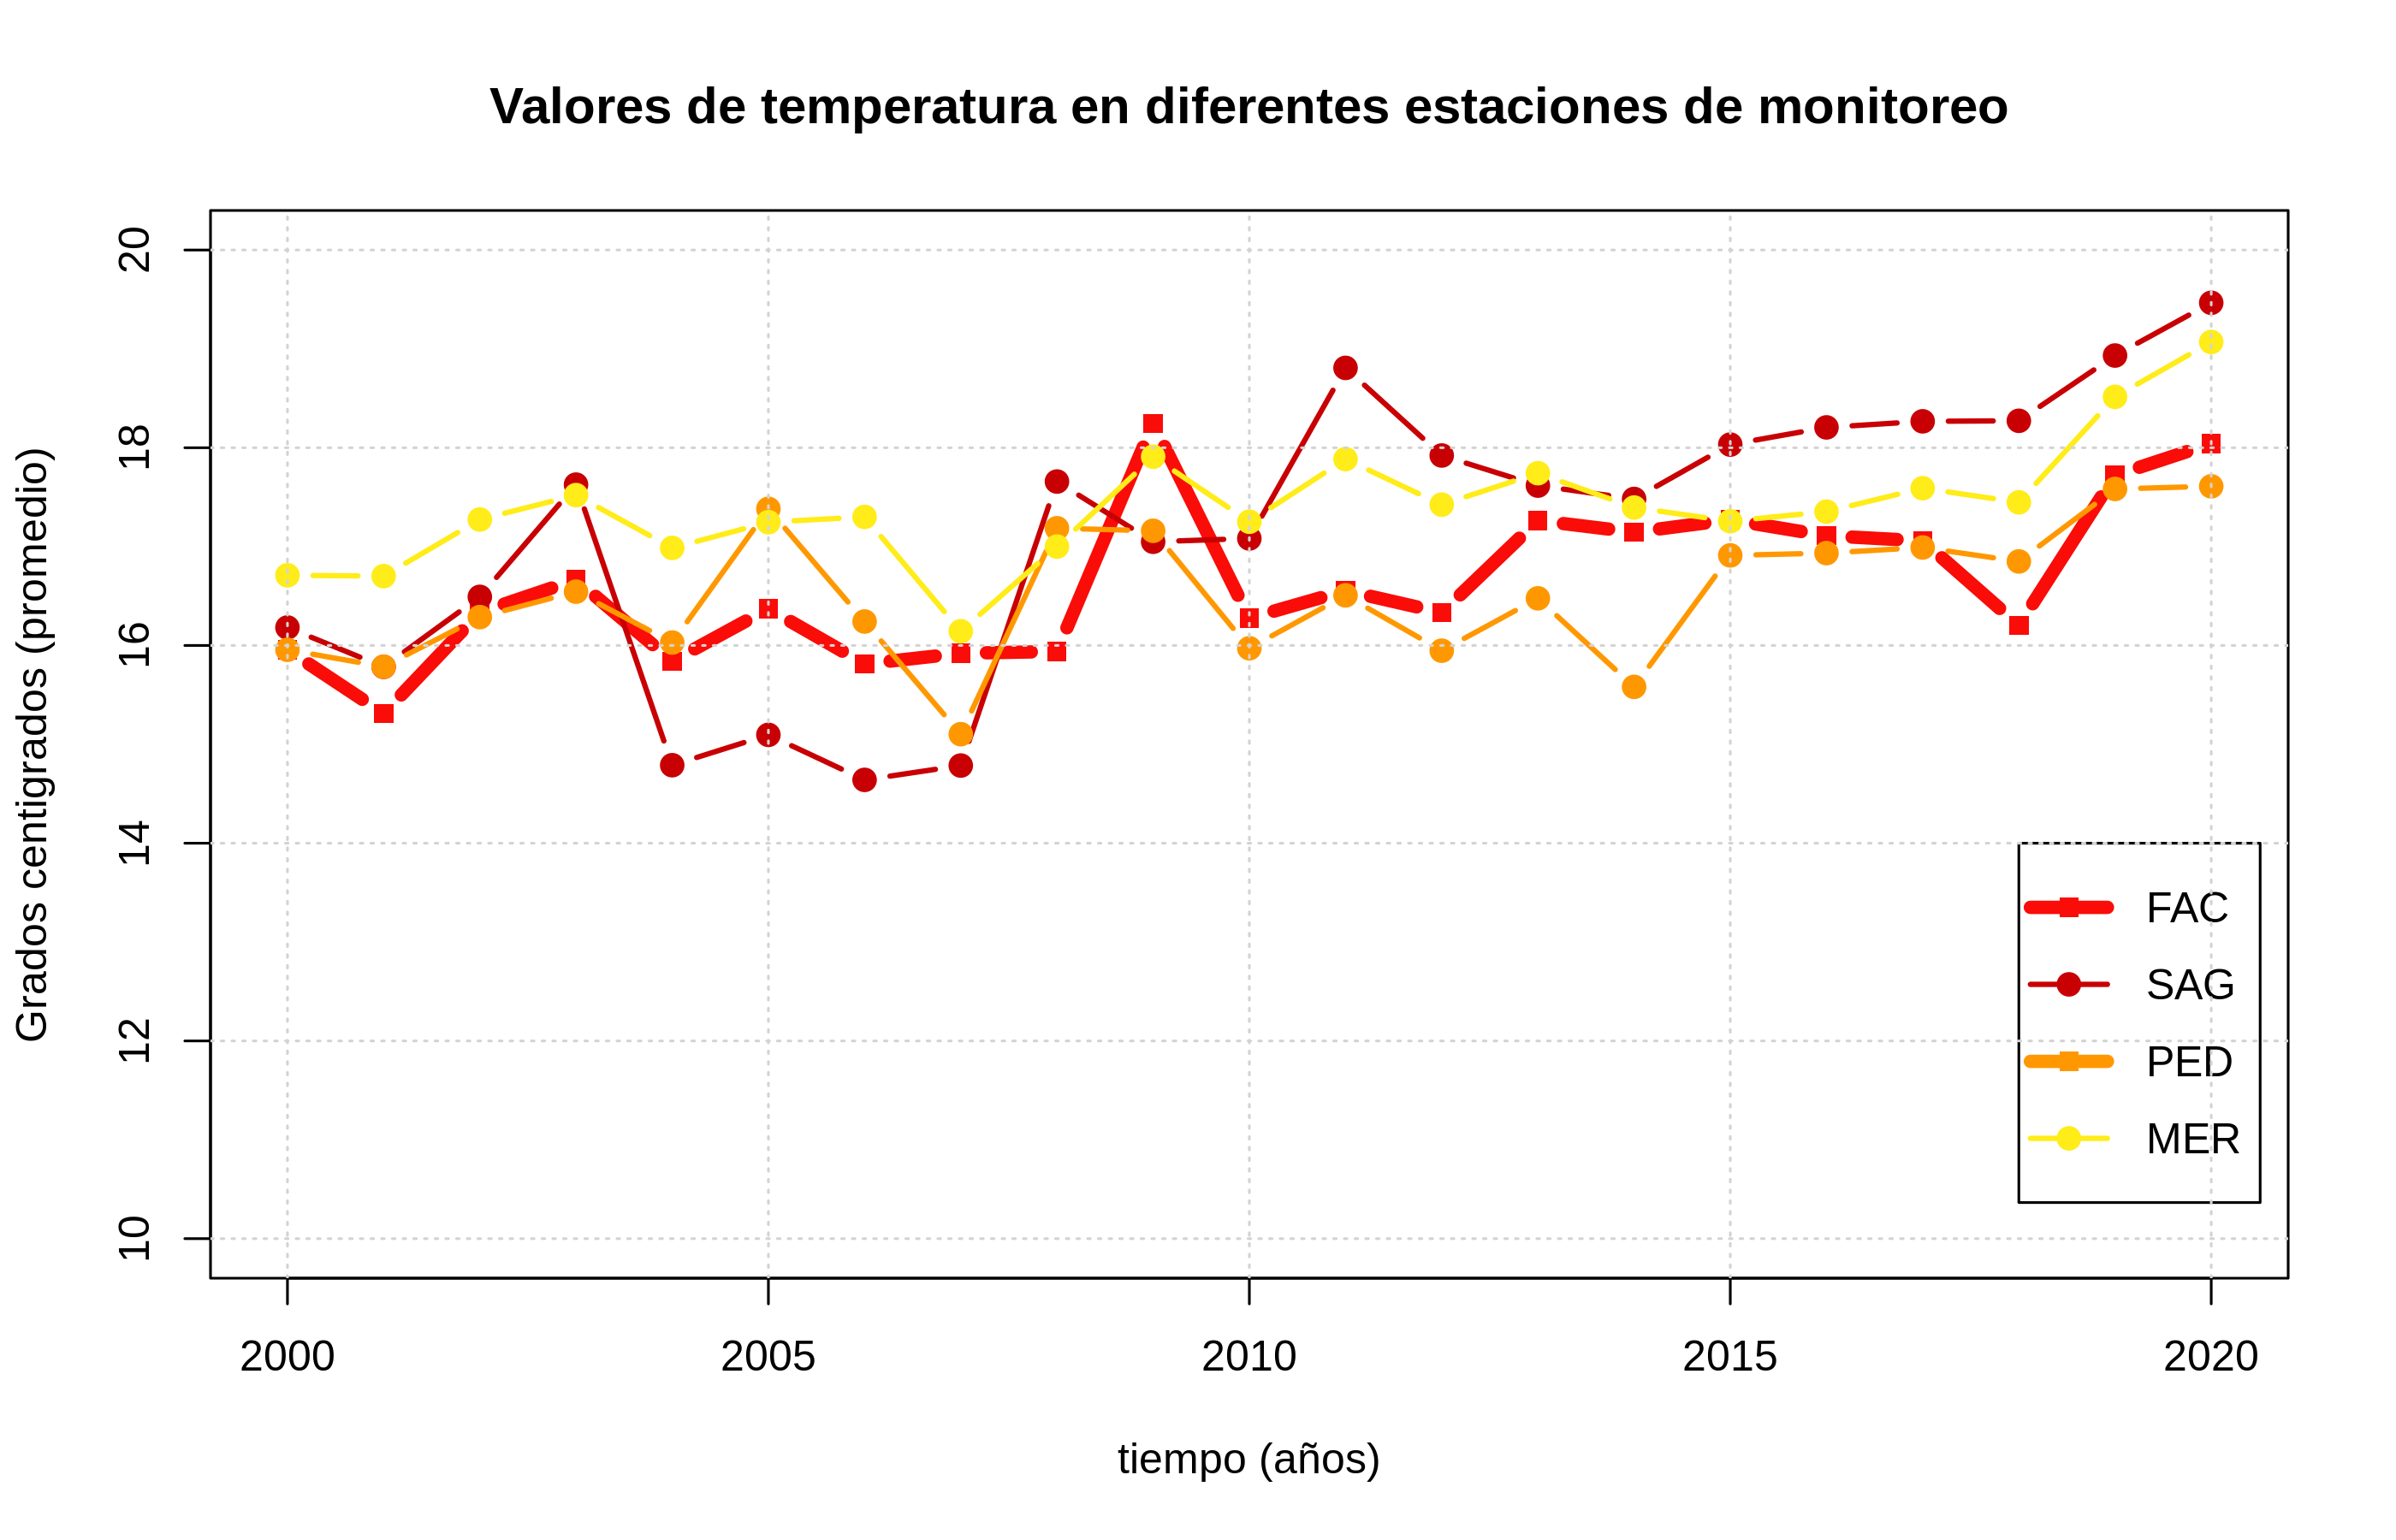 Valores de temperatura en diferentes estaciones de monitoreo
Grados centigrados (promedio)
20
18
16
14
12
10
FAC
SAG
PED
MER
2000
2005
2010
2015
2020
tiempo (años)